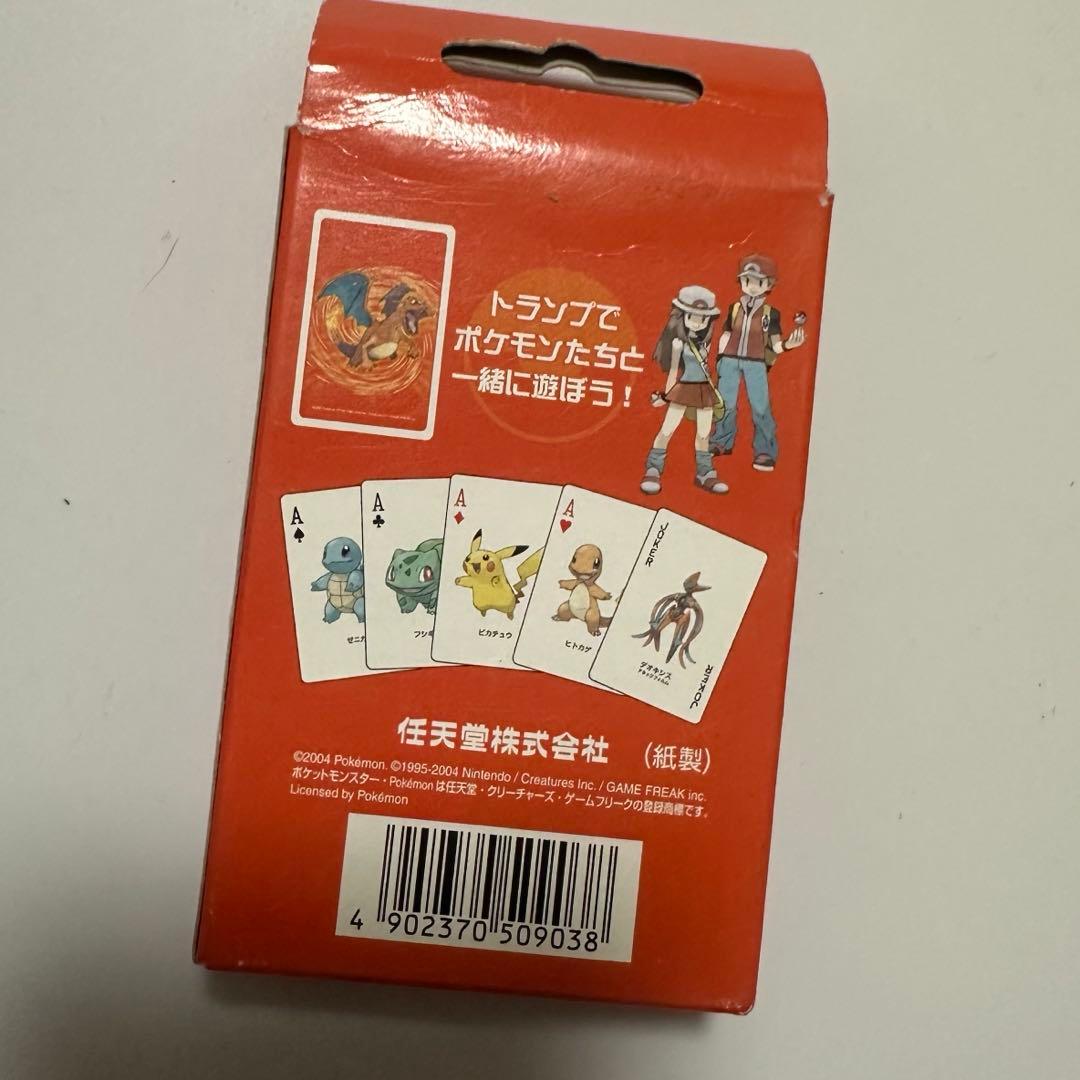 トランプで
ポケモンたちと
一緒に遊ぼう！
A
A
A
A
JOKER
ピカチュウ
ヒトカゲ
デオキシス
JOKER
任天堂株式会社 (紙製)
©2004 Pokémon. ©1995-2004 Nintendo / Creatures Inc. / GAME FREAK inc.
ポケットモンスター・Pokémonは任天堂・クリーチャーズ・ゲームフリークの登録商標です。
Licensed by Pokémon
4 902370 509038